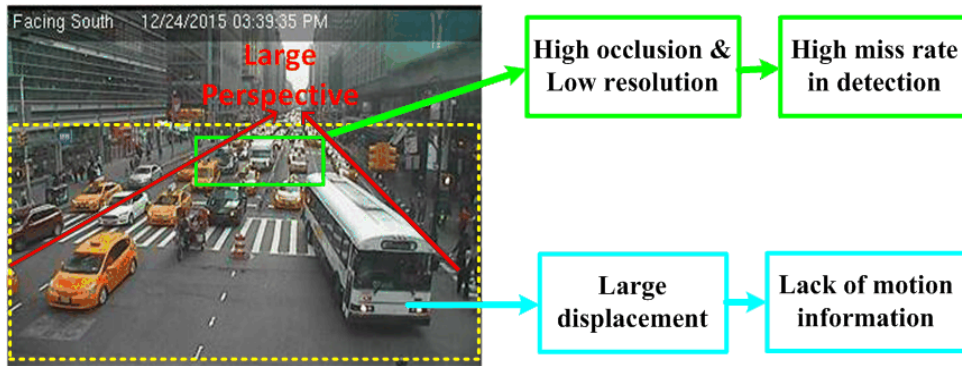 Facing South 12/24/2015 03:39:35 PM
Large
Perspective
High occlusion &
Low resolution
High miss rate
in detection
Large
displacement
Lack of motion
information